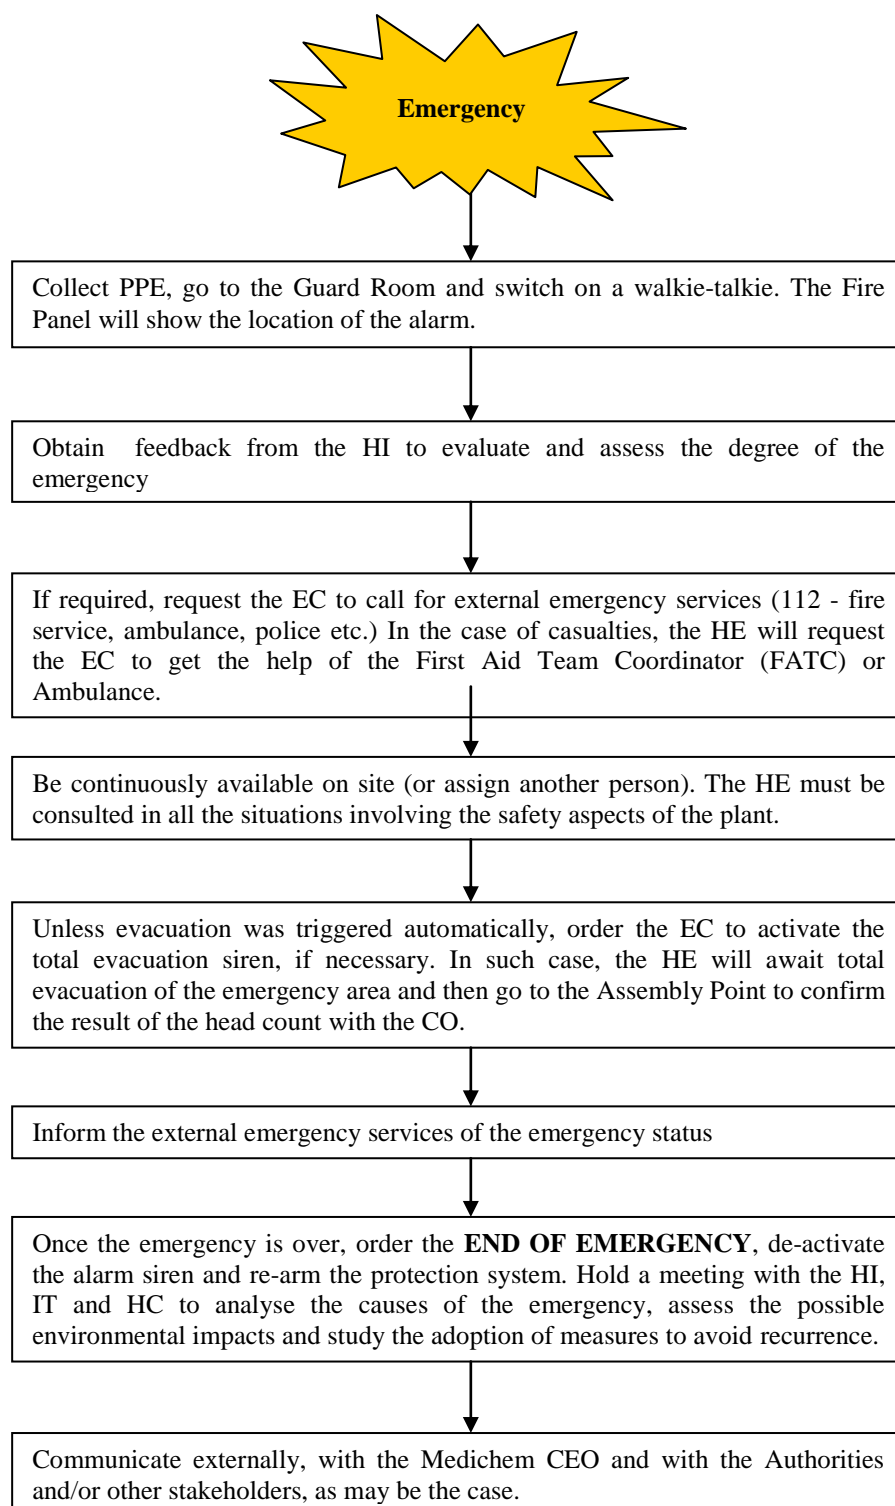 Emergency
Collect PPE, go to the Guard Room and switch on a walkie-talkie. The Fire
Panel will show the location of the alarm.
Obtain feedback from the HI to evaluate and assess the degree of the
emergency
If required, request the EC to call for external emergency services (112 - fire
service, ambulance, police etc.) In the case of casualties, the HE will request
the EC to get the help of the First Aid Team Coordinator (FATC) or
Ambulance.
Be continuously available on site (or assign another person). The HE must be
consulted in all the situations involving the safety aspects of the plant.
Unless evacuation was triggered automatically, order the EC to activate the
total evacuation siren, if necessary. In such case, the HE will await total
evacuation of the emergency area and then go to the Assembly Point to confirm
the result of the head count with the CO.
Inform the external emergency services of the emergency status
Once the emergency is over, order the END OF EMERGENCY, de-activate
the alarm siren and re-arm the protection system. Hold a meeting with the HI,
IT and HC to analyse the causes of the emergency, assess the possible
environmental impacts and study the adoption of measures to avoid recurrence.
Communicate externally, with the Medichem CEO and with the Authorities
and/or other stakeholders, as may be the case.